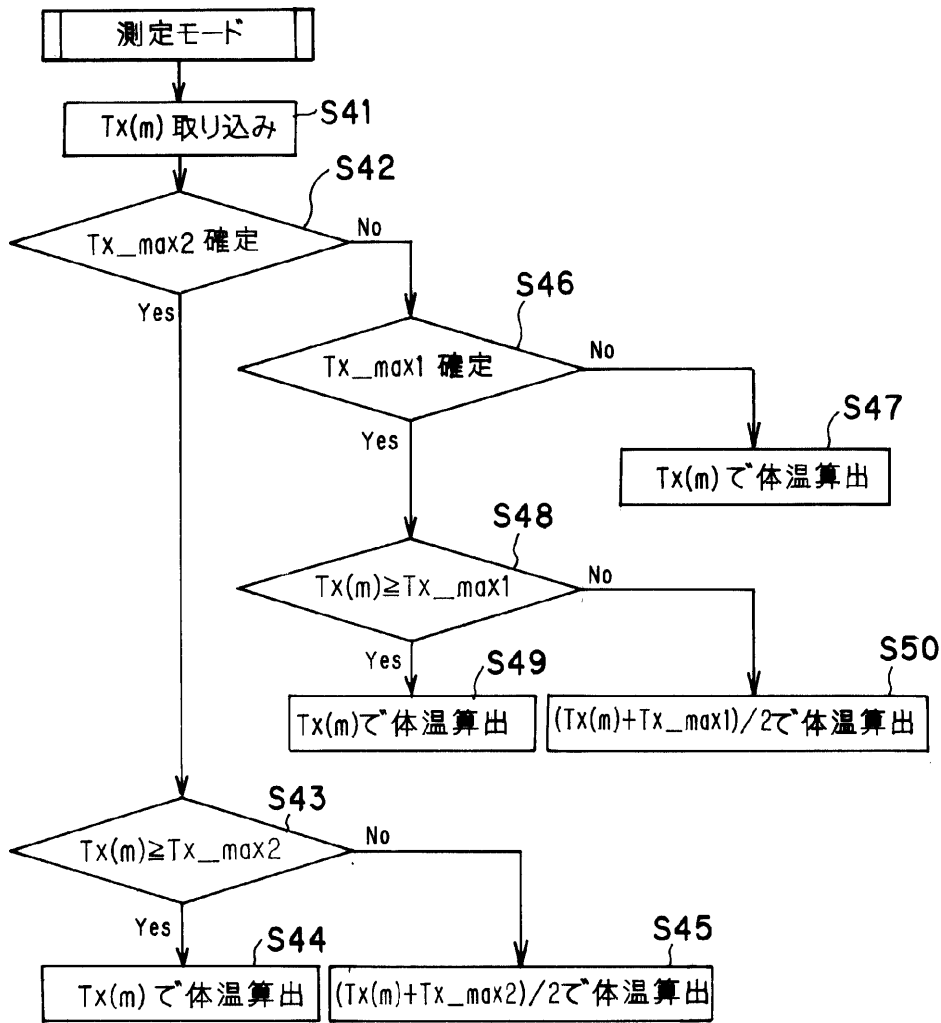 測定モード
S41
Tx(m) 取り込み
S42
Tx_max2 確定
No
Yes
S46
Tx_max1 確定
No
Yes
S47
Tx(m)で体温算出
S48
Tx(m)≧Tx_max1
No
Yes
S49
Tx(m)で体温算出
S50
(Tx(m)+Tx_max1)/2で体温算出
S43
Tx(m)≧Tx_max2
No
Yes
S44
Tx(m)で体温算出
S45
(Tx(m)+Tx_max2)/2で体温算出